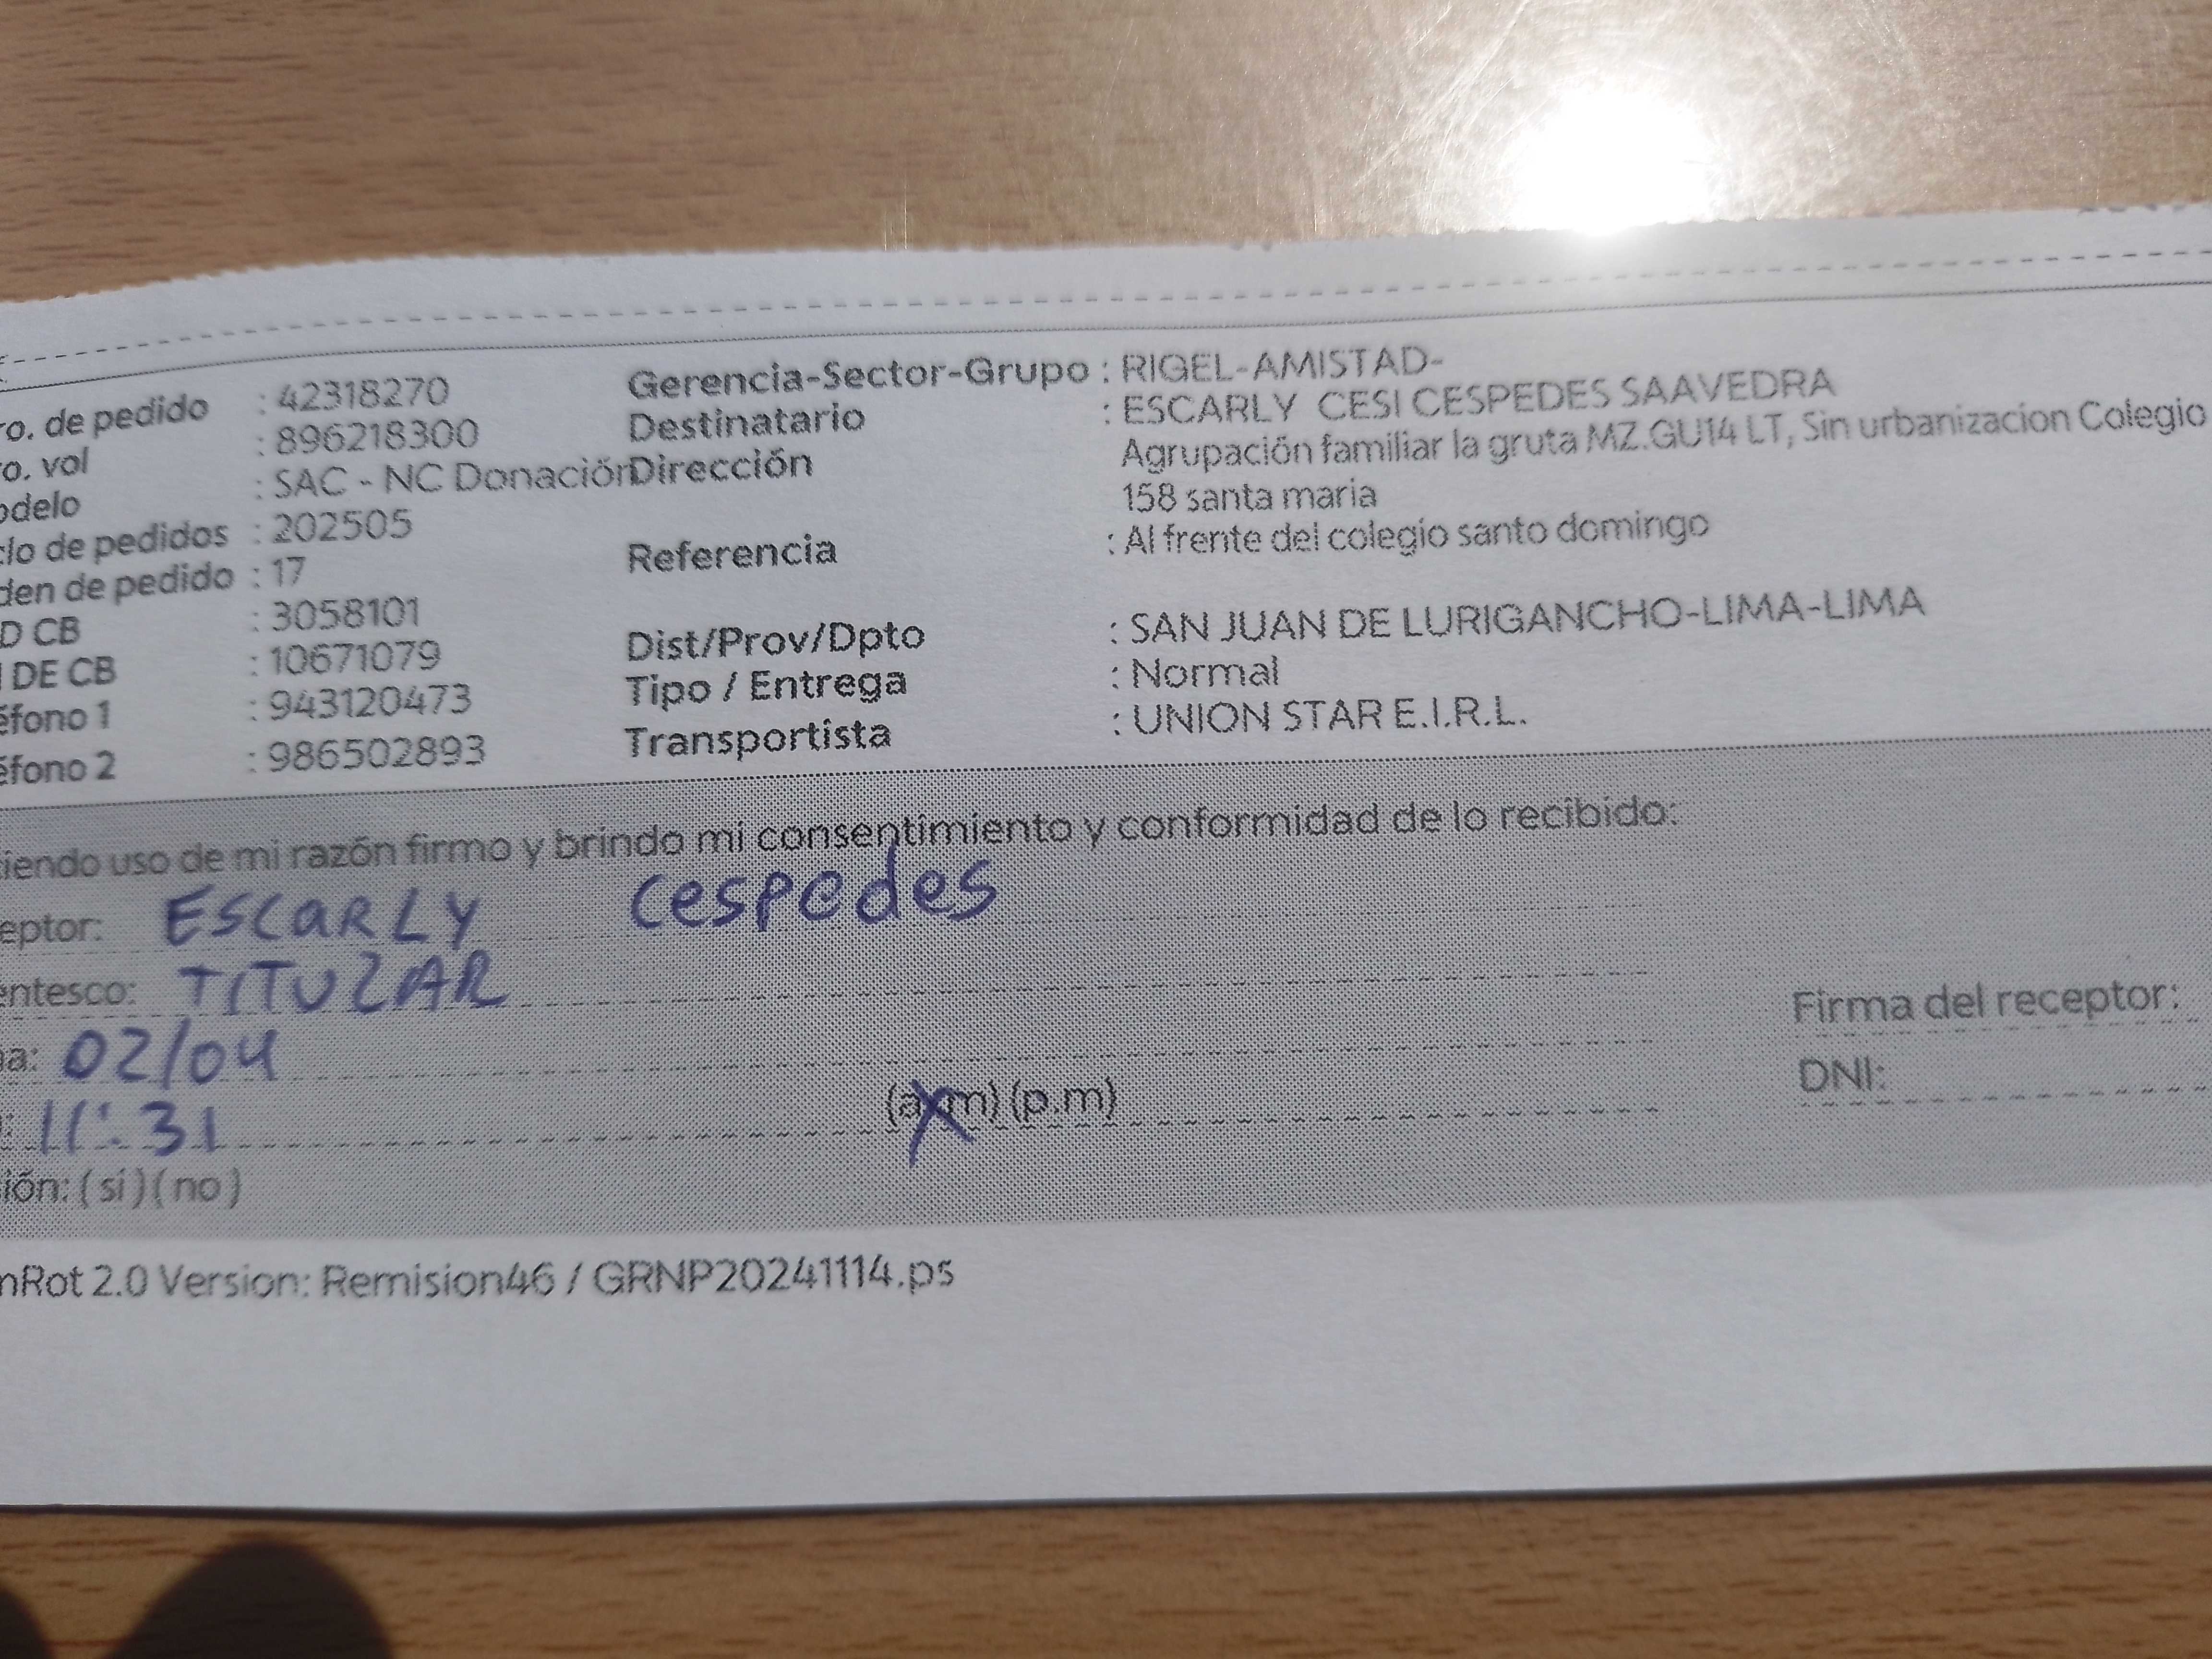 ro. de pedido : 42318270 Gerencia-Sector-Grupo : RIGEL-AMISTAD-
ro. vol : 896218300 Destinatario : ESCARLY CESI CESPEDES SAAVEDRA
odelo : SAC - NC Donación Dirección Agrupación familiar la gruta MZ.GU14 LT, Sin urbanizacion Colegio
158 santa maria
clo de pedidos : 202505 Referencia : Al frente del colegio santo domingo
den de pedido : 17
D CB : 3058101 Dist/Prov/Dpto : SAN JUAN DE LURIGANCHO-LIMA-LIMA
DE CB : 10671079 Tipo / Entrega : Normal
éfono 1 : 943120473 Transportista : UNION STAR E.I.R.L.
éfono 2 : 986502893
ciendo uso de mi razón firmo y brindo mi consentimiento y conformidad de lo recibido:
eptor: ESCARLY cespedes
entesco: TITULAR
Firma del receptor:
ha: 02/04
DNI:
: 11:31 (a.m) (p.m)
ión: ( si ) ( no )
nRot 2.0 Version: Remision46 / GRNP20241114.ps